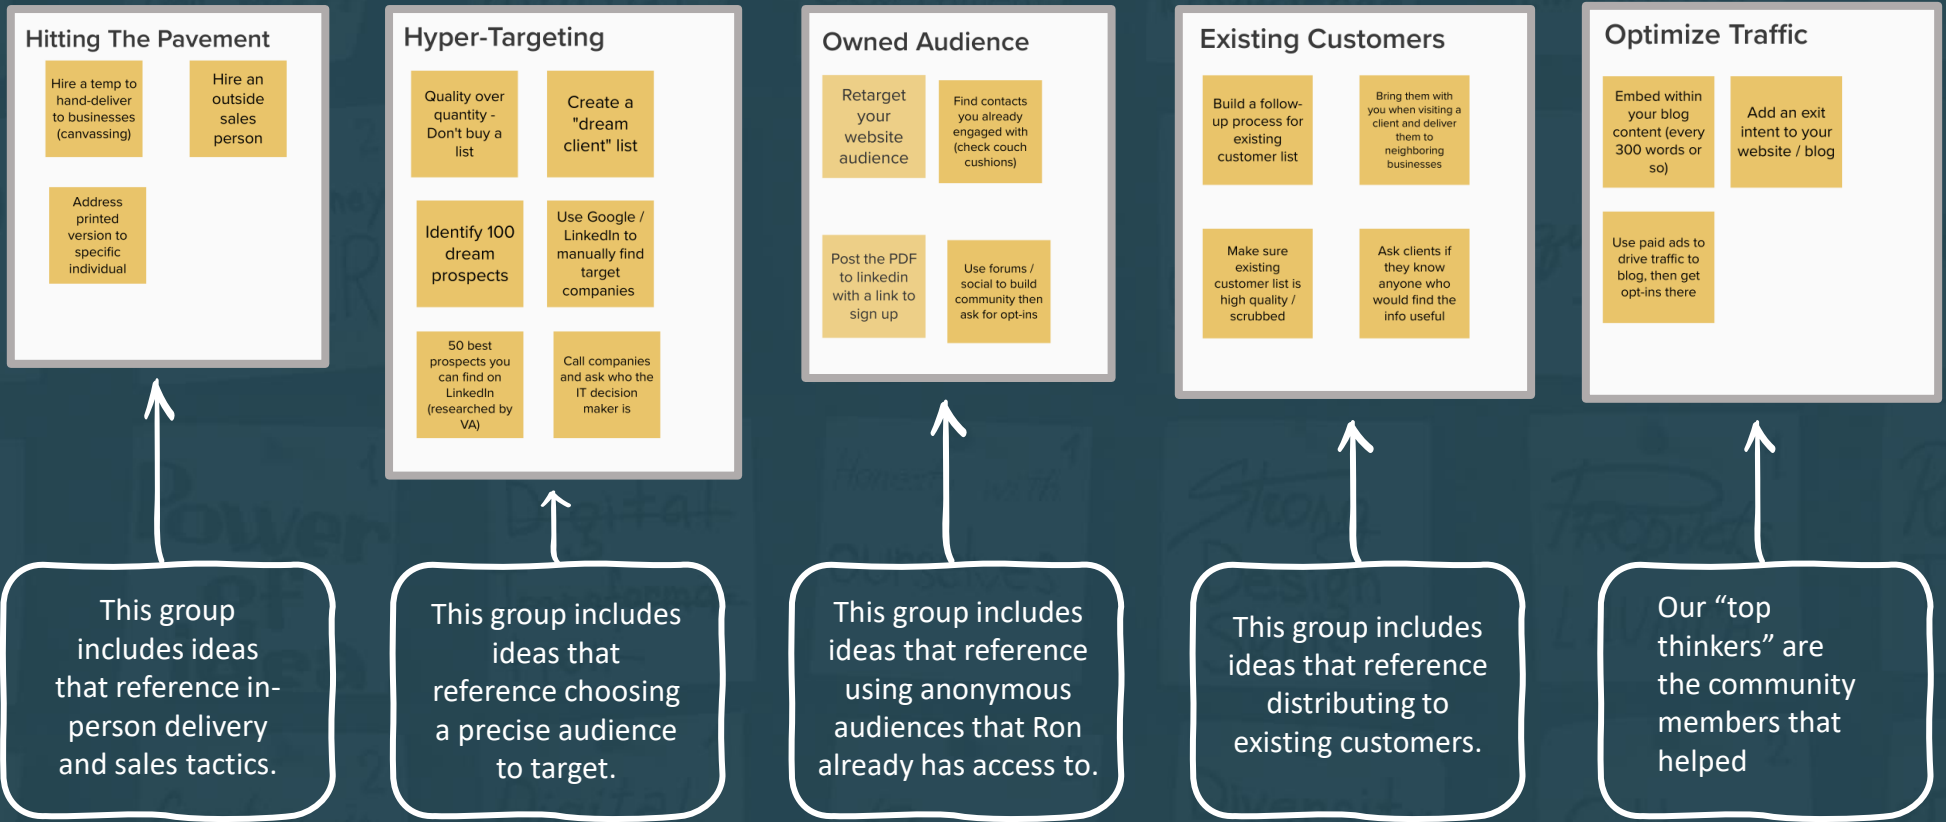 Hitting The Pavement
Hire a temp to
hand-deliver
to businesses
(canvassing)
Hire an
outside
sales
person
Address
printed
version to
specific
individual
Hyper-Targeting
Quality over
quantity -
Don't buy a
list
Create a
"dream
client" list
Identify 100
dream
prospects
Use Google /
LinkedIn to
manually find
target
companies
50 best
prospects you
can find on
LinkedIn
(researched by
VA)
Call companies
and ask who the
IT decision
maker is
Owned Audience
Retarget
your
website
audience
Find contacts
you already
engaged with
(check couch
cushions)
Post the PDF
to linkedin
with a link to
sign up
Use forums /
social to build
community then
ask for opt-ins
Existing Customers
Build a follow-
up process for
existing
customer list
Bring them with
you when visiting a
client and deliver
them to
neighboring
businesses
Make sure
existing
customer list is
high quality /
scrubbed
Ask clients if
they know
anyone who
would find the
info useful
Optimize Traffic
Embed within
your blog
content (every
300 words or
so)
Add an exit
intent to your
website / blog
Use paid ads to
drive traffic to
blog, then get
opt-ins there
This group
includes ideas
that reference in-
person delivery
and sales tactics.
This group includes
ideas that
reference choosing
a precise audience
to target.
This group includes
ideas that reference
using anonymous
audiences that Ron
already has access to.
This group includes
ideas that reference
distributing to
existing customers.
Our “top
thinkers” are
the community
members that
helped
Power
of
Idea
Digital
Honesty with
ourselves
Strong
Design
Products